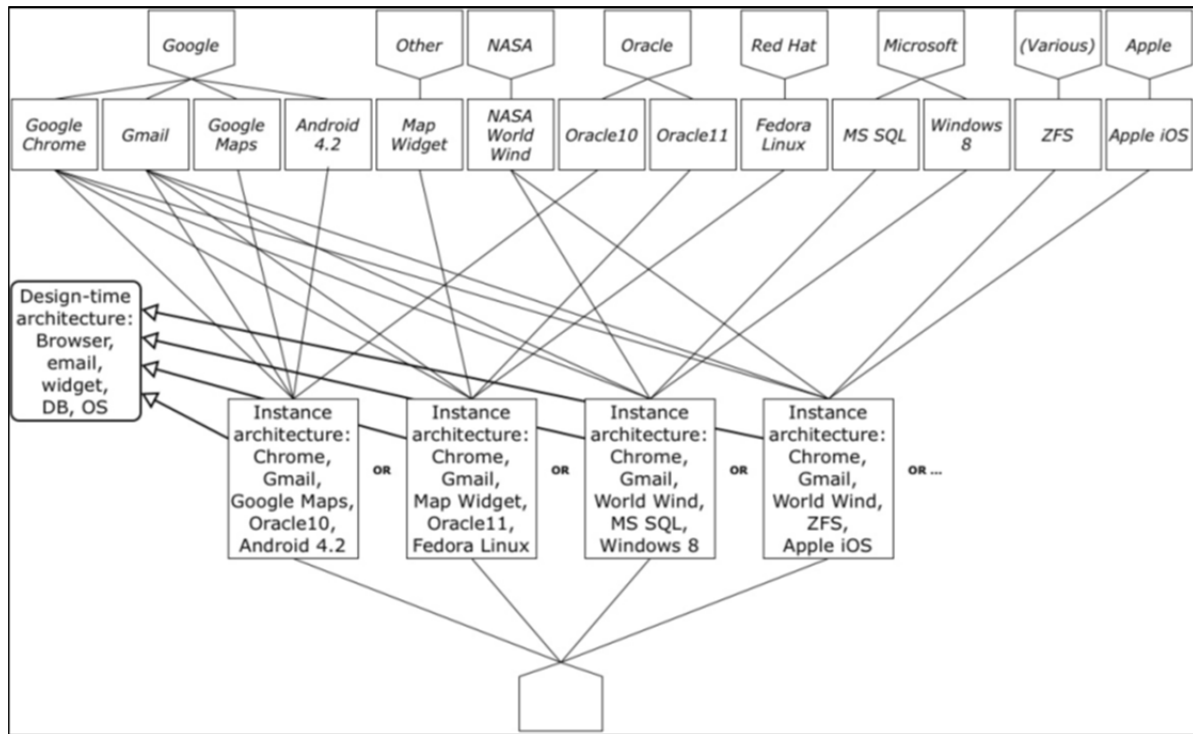 Google
Other
NASA
Oracle
Red Hat
Microsoft
(Various)
Apple
Google
Chrome
Gmail
Google
Maps
Android
4.2
Map
Widget
NASA
World
Wind
Oracle10
Oracle11
Fedora
Linux
MS SQL
Windows
8
ZFS
Apple iOS
Design-time
architecture:
Browser,
email,
widget,
DB, OS
Instance
architecture:
Chrome,
Gmail,
Google Maps,
Oracle10,
Android 4.2
OR
Instance
architecture:
Chrome,
Gmail,
Map Widget,
Oracle11,
Fedora Linux
OR
Instance
architecture:
Chrome,
Gmail,
World Wind,
MS SQL,
Windows 8
OR
Instance
architecture:
Chrome,
Gmail,
World Wind,
ZFS,
Apple iOS
OR ...